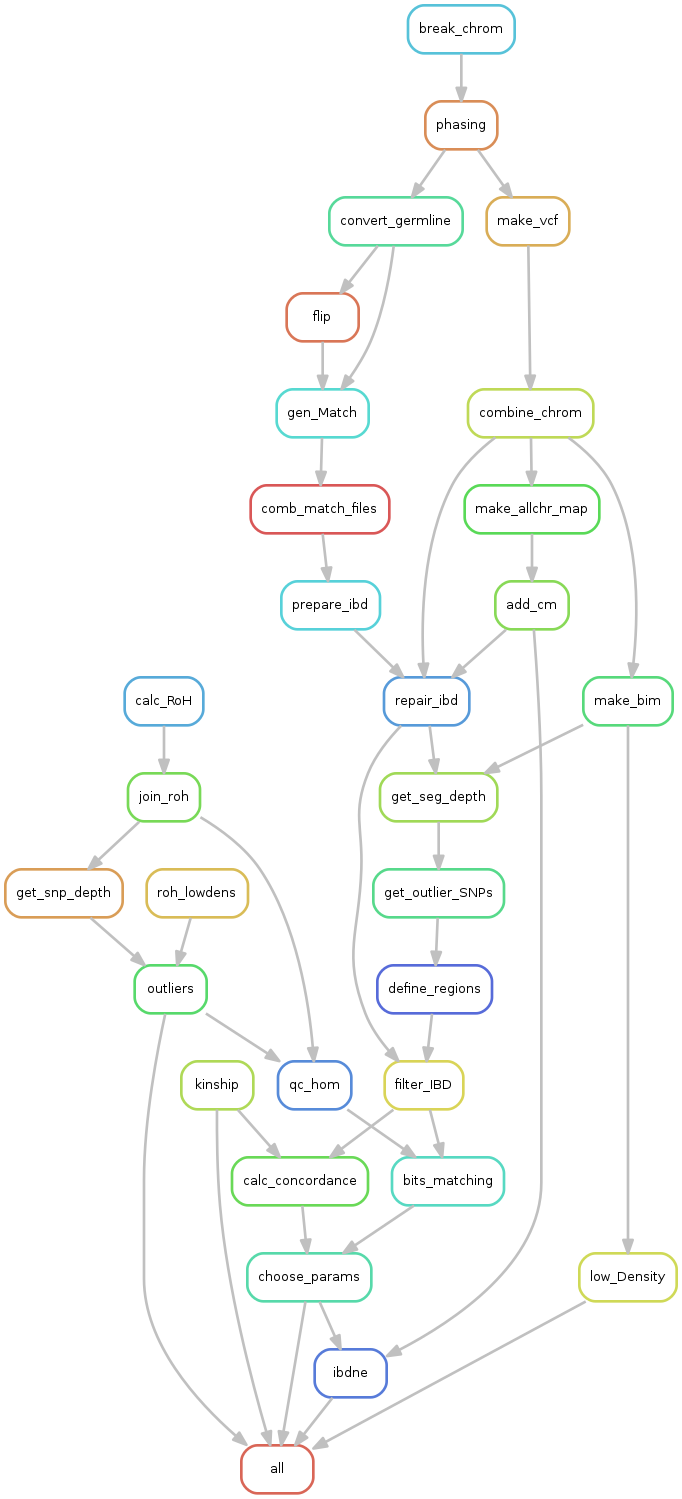 break_chrom
phasing
convert_germline
make_vcf
flip
gen_Match
combine_chrom
comb_match_files
make_allchr_map
prepare_ibd
add_cm
calc_RoH
repair_ibd
make_bim
join_roh
get_seg_depth
get_snp_depth
roh_lowdens
get_outlier_SNPs
outliers
define_regions
kinship
qc_hom
filter_IBD
calc_concordance
bits_matching
choose_params
low_Density
ibdne
all